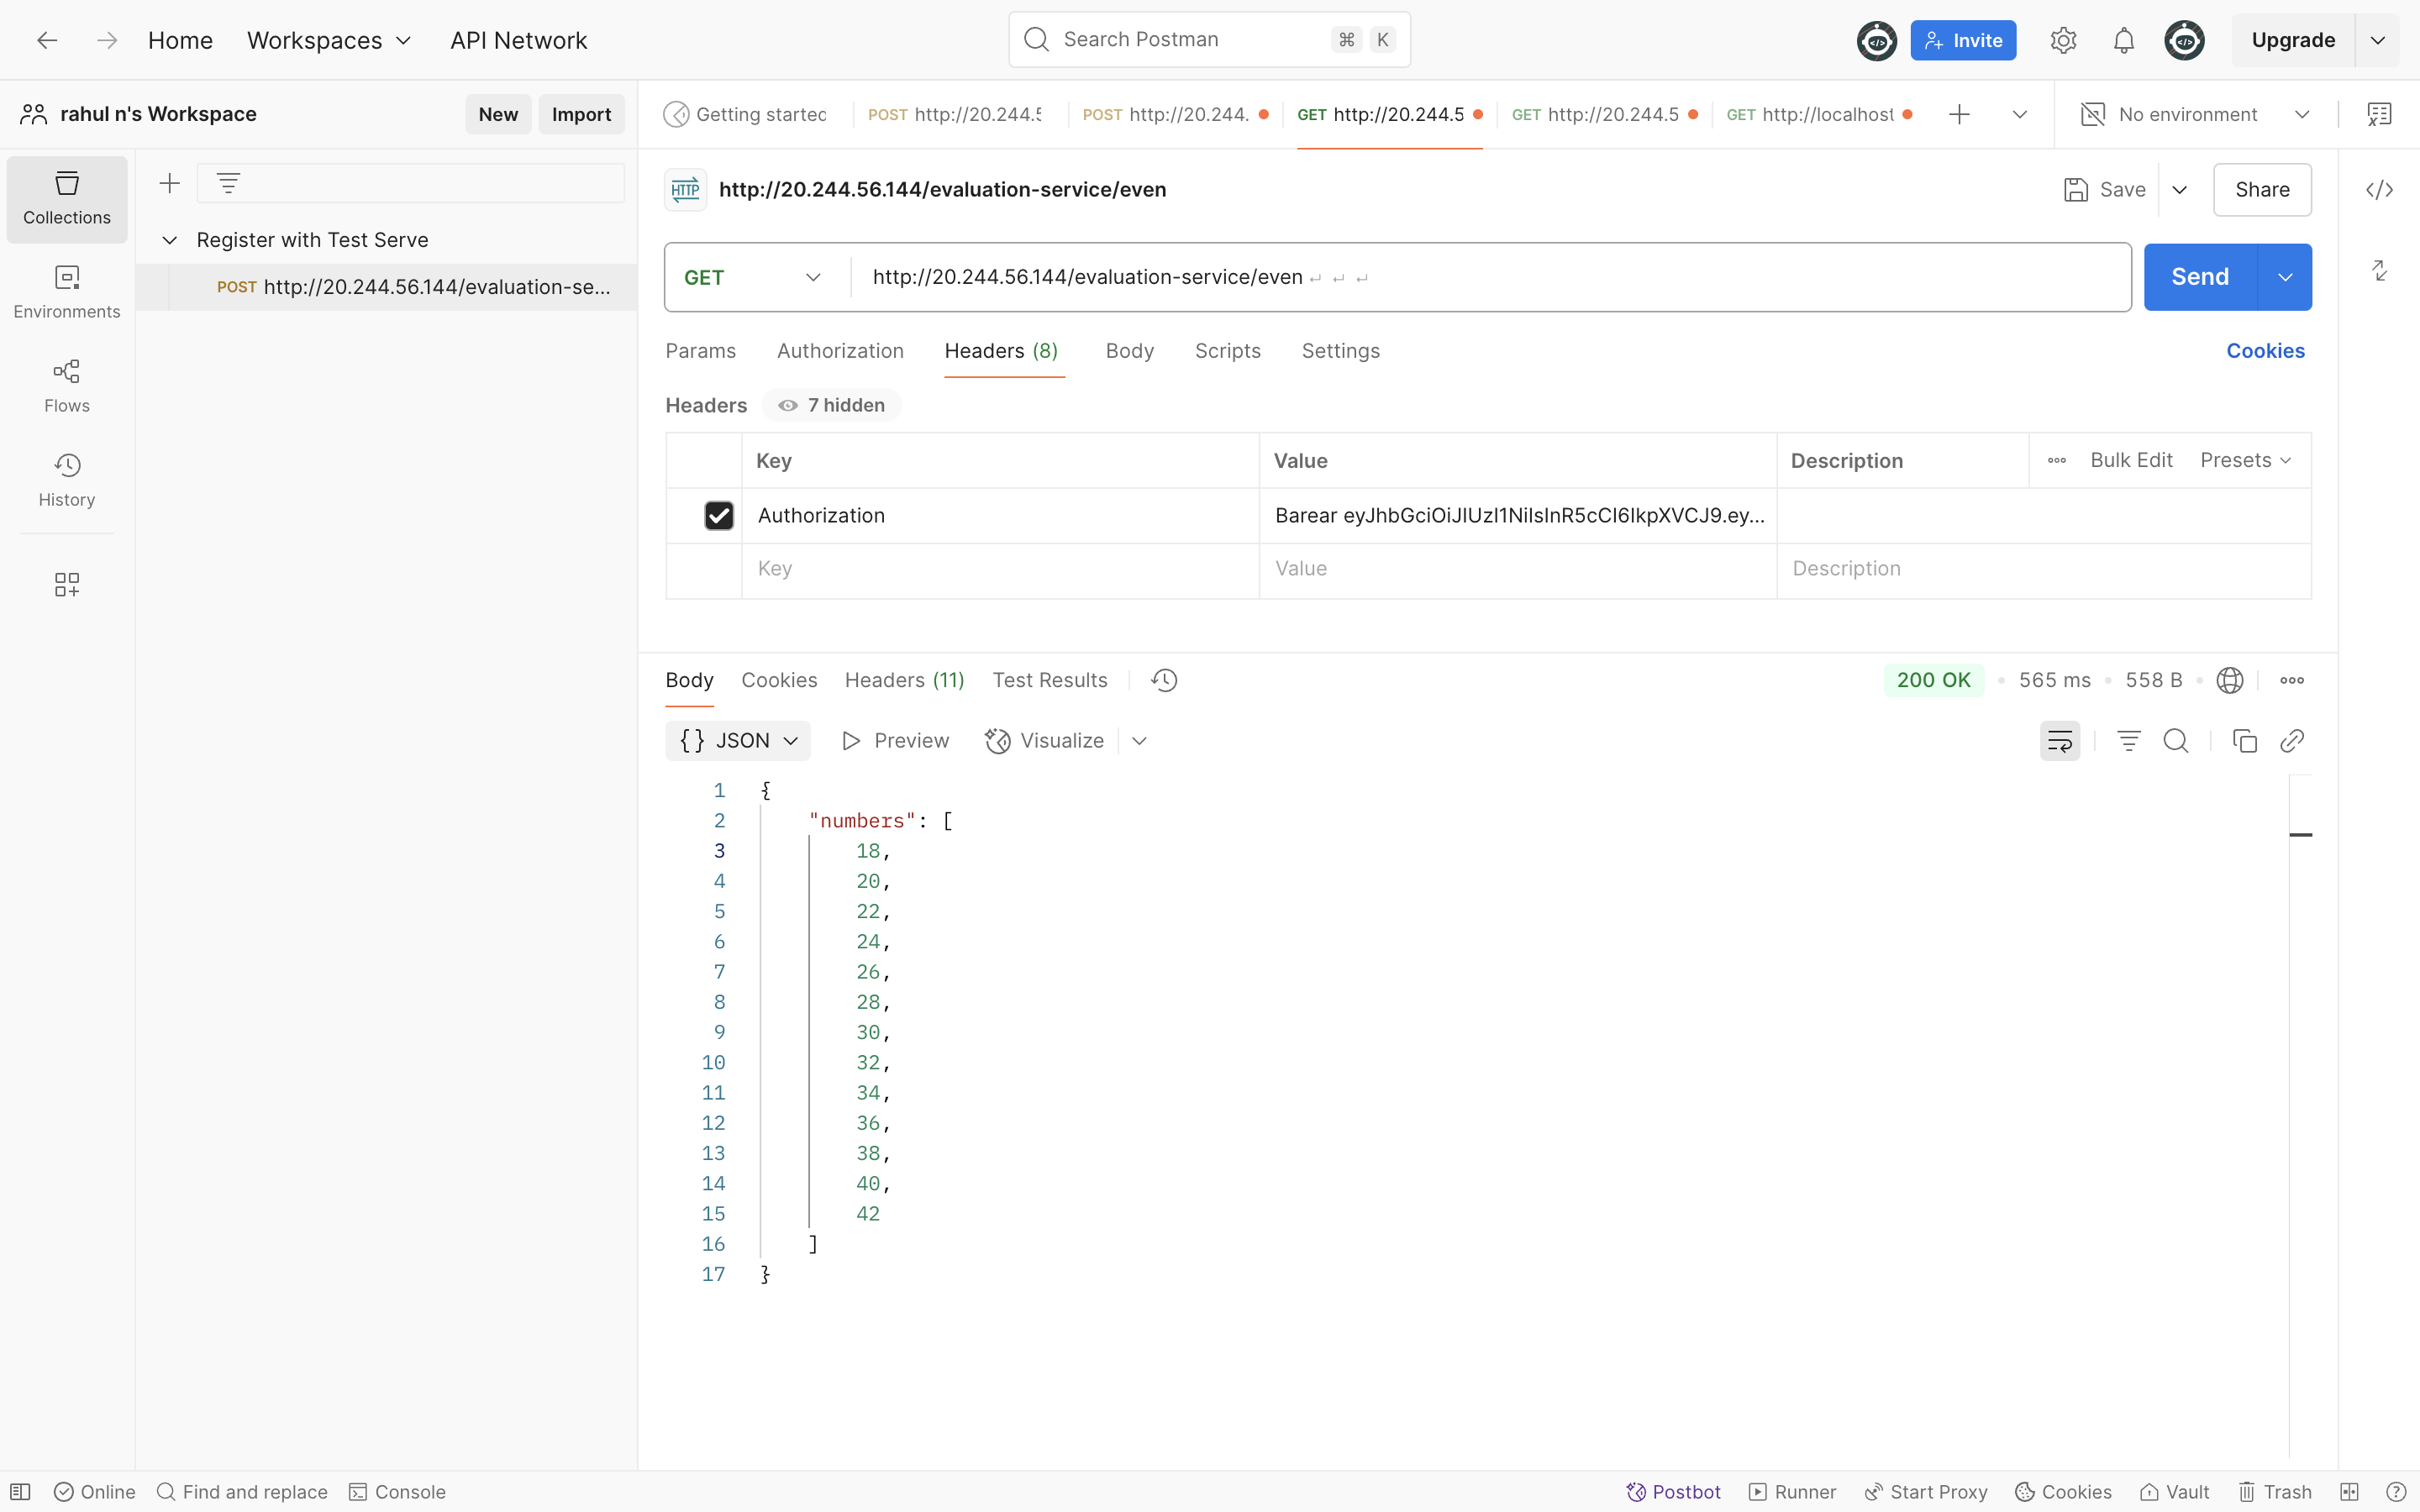 Home Workspaces API Network Search Postman ⌘ K Invite Upgrade
rahul n's Workspace New Import Getting started POST http://20.244.5 POST http://20.244. GET http://20.244.5 GET http://20.244.5 GET http://localhost No environment
Collections
Environments
Flows
History
Register with Test Serve
POST http://20.244.56.144/evaluation-se...
HTTP http://20.244.56.144/evaluation-service/even Save Share
GET http://20.244.56.144/evaluation-service/even Send
Params Authorization Headers (8) Body Scripts Settings Cookies
Headers 7 hidden
Key Value Description Bulk Edit Presets
Authorization Barear eyJhbGciOiJIUzI1NiIsInR5cCI6IkpXVCJ9.ey...
Key Value Description
Body Cookies Headers (11) Test Results 200 OK 565 ms 558 B
{} JSON Preview Visualize
1 {
2 "numbers": [
3 18,
4 20,
5 22,
6 24,
7 26,
8 28,
9 30,
10 32,
11 34,
12 36,
13 38,
14 40,
15 42
16 ]
17 }
Online Find and replace Console Postbot Runner Start Proxy Cookies Vault Trash